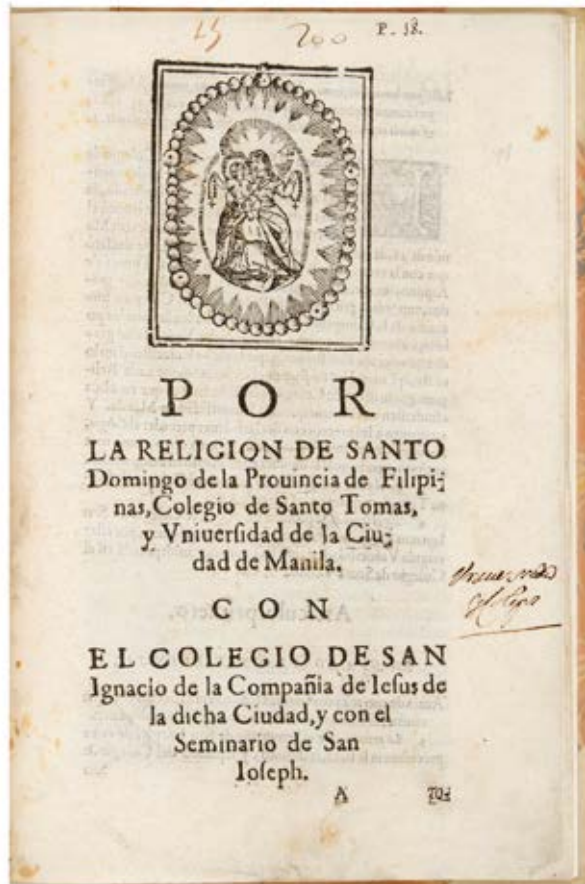 15 200 P. 38.
P O R
LA RELIGION DE SANTO
Domingo de la Prouincia de Filipi-
nas, Colegio de Santo Tomas,
y Vniuersidad de la Ciu-
dad de Manila.
C O N
EL COLEGIO DE SAN
Ignacio de la Compañia de Iesus de
la dicha Ciudad, y con el
Seminario de San
Ioseph.
A